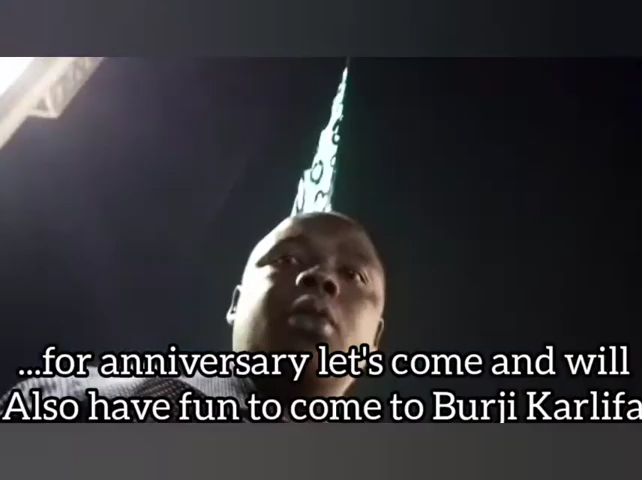 ...for anniversary let's come and will
Also have fun to come to Burji Karlifa